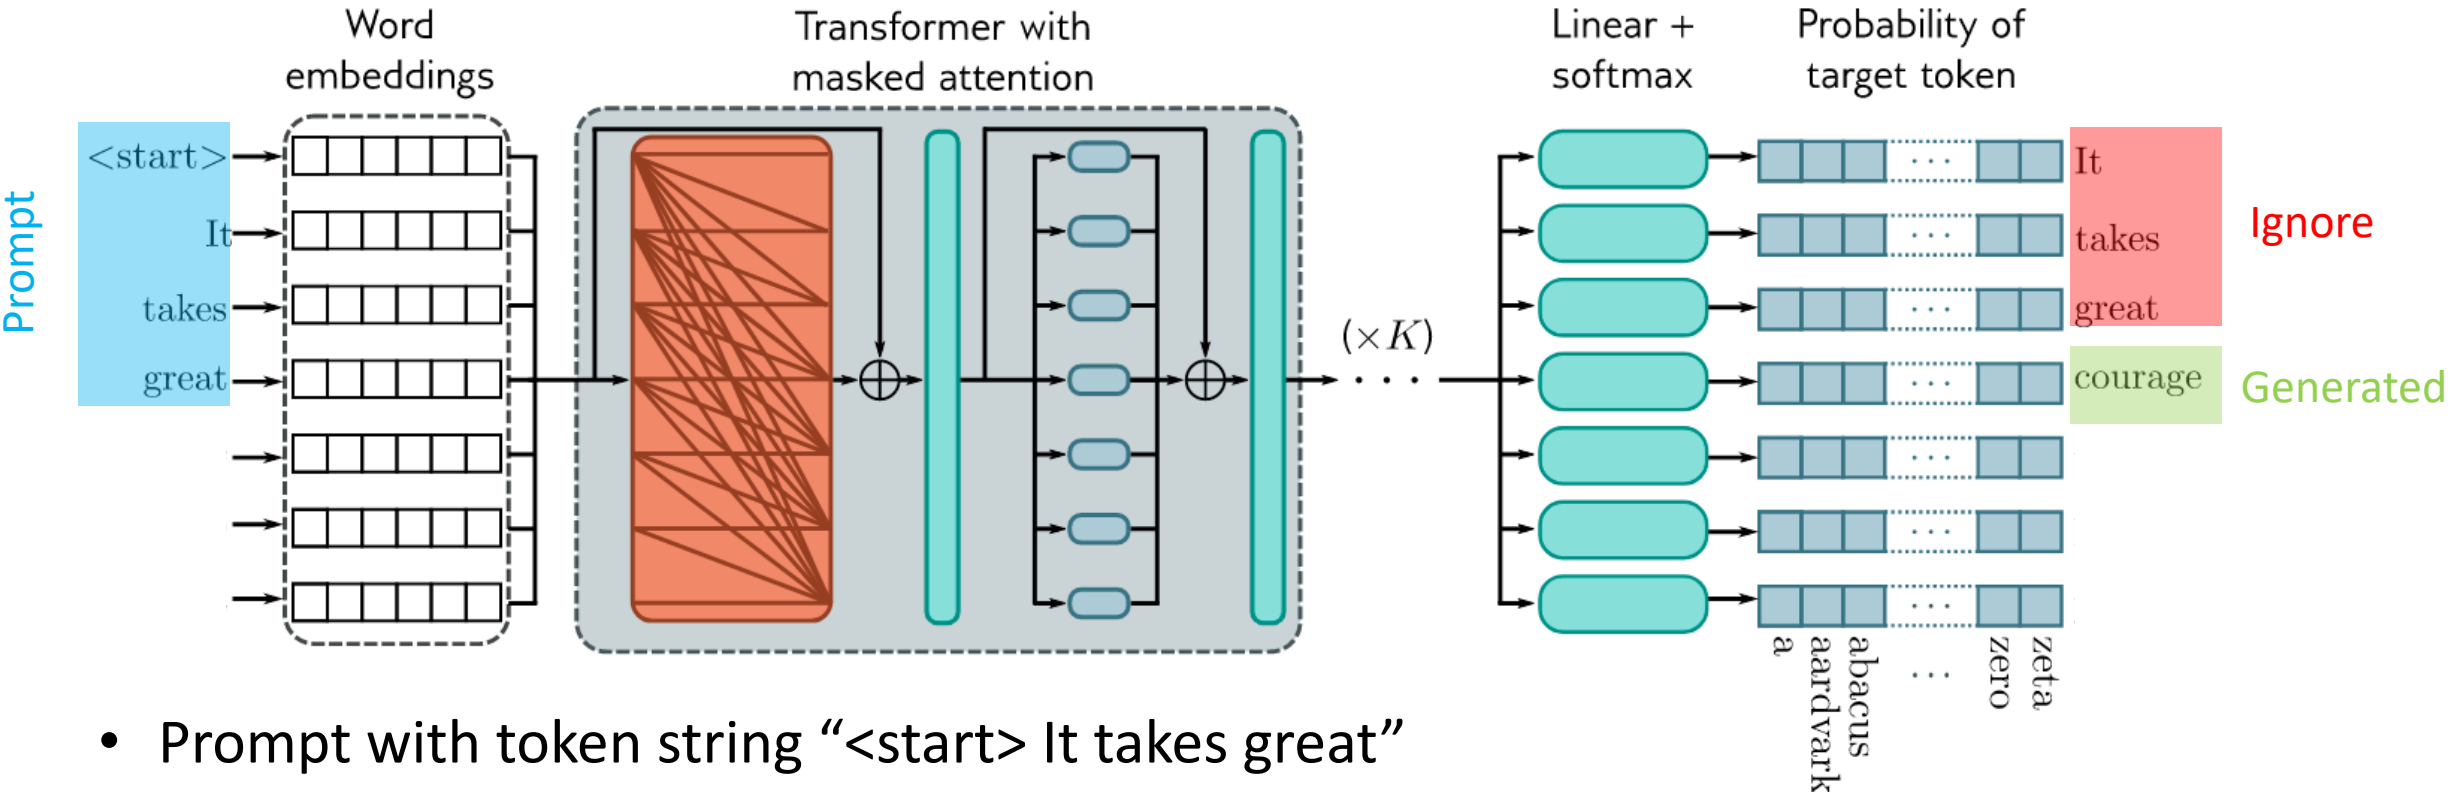 Word
embeddings
Transformer with
masked attention
Linear +
softmax
Probability of
target token
Prompt
<start>
It
takes
great
(×K)
· · ·
It
takes
great
courage
Ignore
Generated
· · ·
· · ·
· · ·
· · ·
· · ·
· · ·
· · ·
a
aardvark
abacus
· · ·
zero
zeta
• Prompt with token string “<start> It takes great”